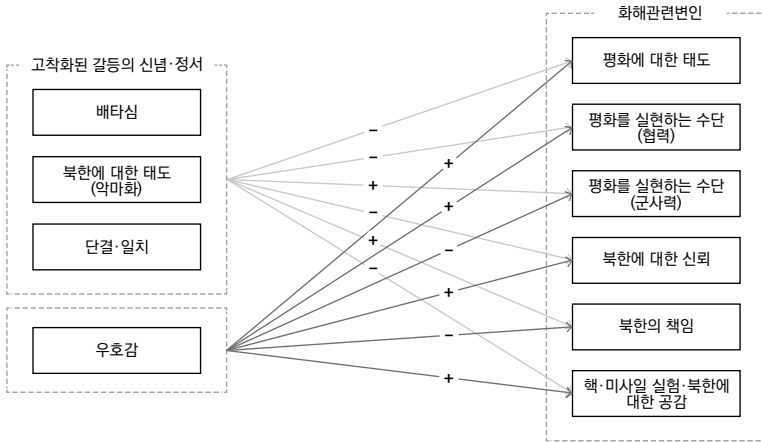 화해관련변인
고착화된 갈등의 신념·정서
배타심
북한에 대한 태도
(악마화)
단결·일치
우호감
평화에 대한 태도
평화를 실현하는 수단
(협력)
평화를 실현하는 수단
(군사력)
북한에 대한 신뢰
북한의 책임
핵·미사일 실험·북한에
대한 공감
–
–
+
–
+
–
+
+
–
+
–
+